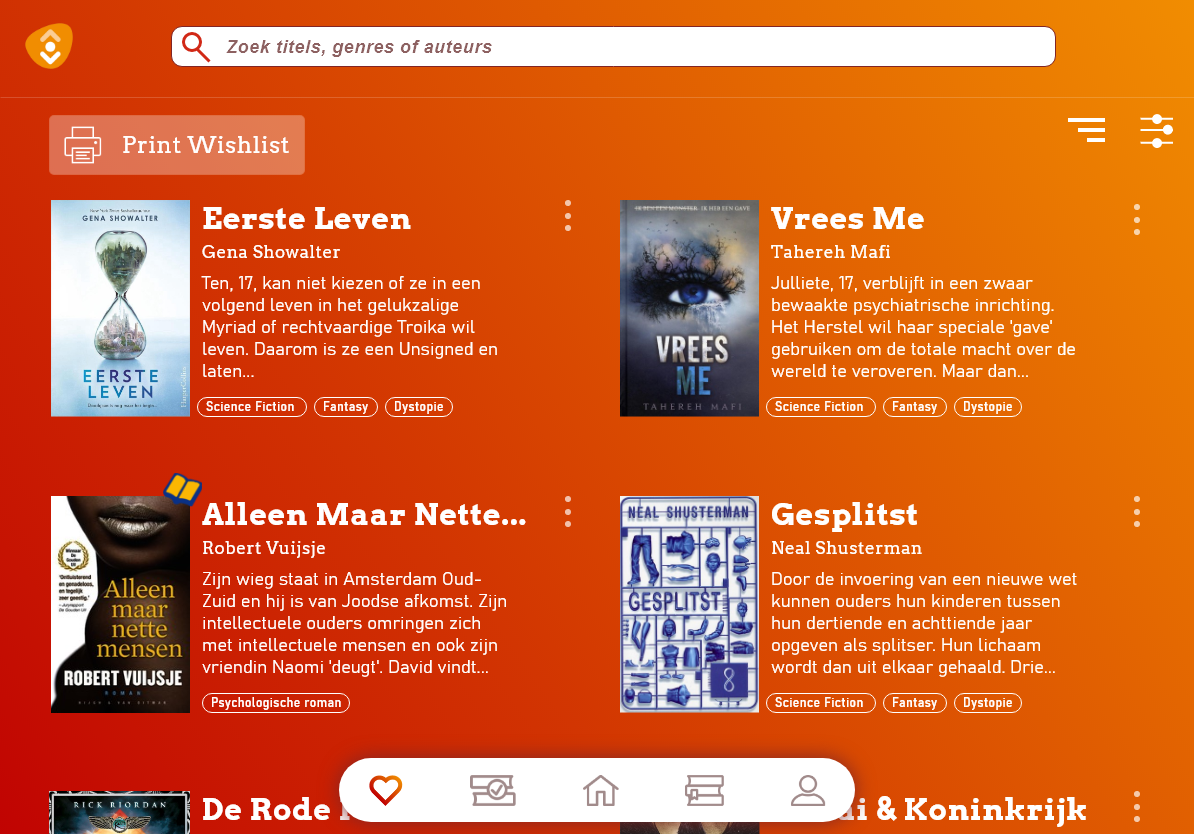 Zoek titels, genres of auteurs
Print Wishlist
GENA SHOWALTER
EERSTE
LEVEN
Eerste Leven
Gena Showalter
Ten, 17, kan niet kiezen of ze in een
volgend leven in het gelukzalige
Myriad of rechtvaardige Troika wil
leven. Daarom is ze een Unsigned en
laten...
Science Fiction
Fantasy
Dystopie
IK BEN EEN MONSTER. IK HEB EEN GAVE
VREES
ME
TAHEREH MAFI
Vrees Me
Tahereh Mafi
Julliete, 17, verblijft in een zwaar
bewaakte psychiatrische inrichting.
Het Herstel wil haar speciale 'gave'
gebruiken om de totale macht over de
wereld te veroveren. Maar dan...
Science Fiction
Fantasy
Dystopie
Alleen
maar
nette
mensen
ROBERT VUIJSJE
ROMAN
Alleen Maar Nette...
Robert Vuijsje
Zijn wieg staat in Amsterdam Oud-
Zuid en hij is van Joodse afkomst. Zijn
intellectuele ouders omringen zich
met intellectuele mensen en ook zijn
vriendin Naomi 'deugt'. David vindt...
Psychologische roman
NEAL SHUSTERMAN
GESPLITST
8
Gesplitst
Neal Shusterman
Door de invoering van een nieuwe wet
kunnen ouders hun kinderen tussen
hun dertiende en achttiende jaar
opgeven als splitser. Hun lichaam
wordt dan uit elkaar gehaald. Drie...
Science Fiction
Fantasy
Dystopie
RICK RIORDAN
De Rode
& Koninkrijk